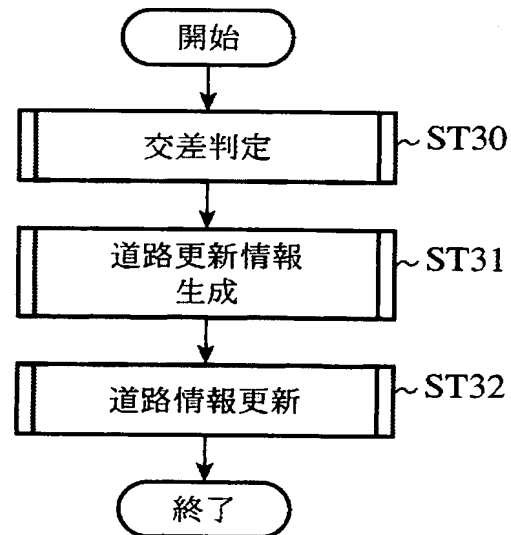 開始
交差判定
~ST30
道路更新情報
生成
~ST31
道路情報更新
~ST32
終了